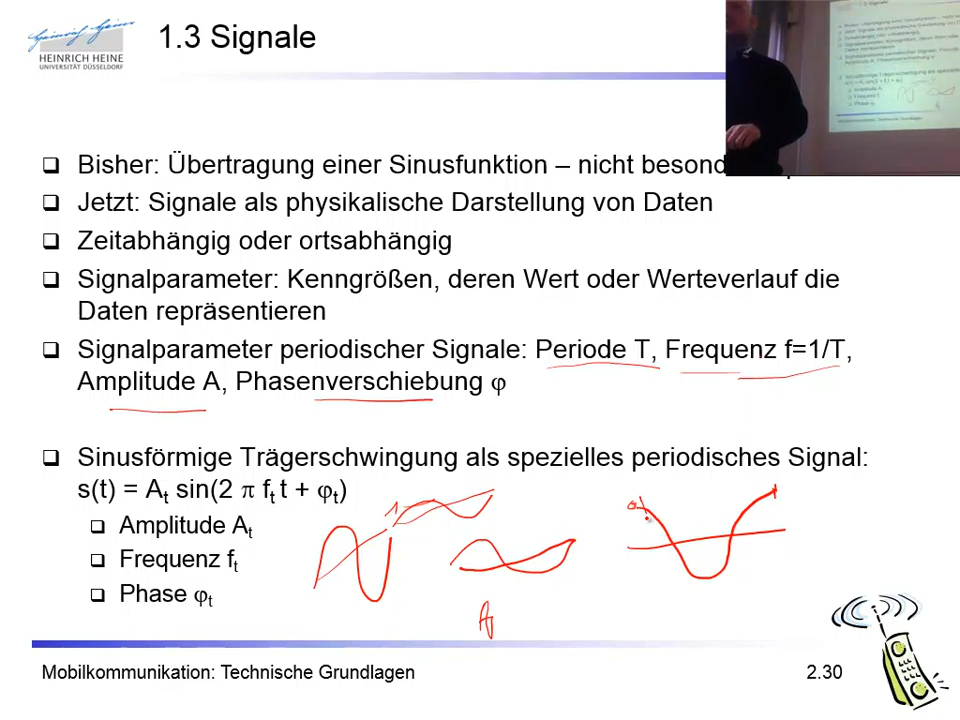 Heinrich Heine
HEINRICH HEINE
UNIVERSITÄT DÜSSELDORF
1.3 Signale
Bisher: Übertragung einer Sinusfunktion – nicht besond
Jetzt: Signale als physikalische Darstellung von Daten
Zeitabhängig oder ortsabhängig
Signalparameter: Kenngrößen, deren Wert oder Werteverlauf die
Daten repräsentieren
Signalparameter periodischer Signale: Periode T, Frequenz f=1/T,
Amplitude A, Phasenverschiebung φ
Sinusförmige Trägerschwingung als spezielles periodisches Signal:
s(t) = At sin(2 π ft t + φt)
Amplitude At
Frequenz ft
Phase φt
Mobilkommunikation: Technische Grundlagen
2.30